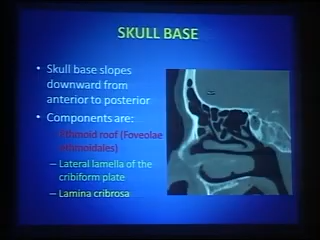 SKULL BASE
• Skull base slopes
downward from
anterior to posterior
• Components are:
– Ethmoid roof (Foveolae
ethmoidales)
– Lateral lamella of the
cribiform plate
– Lamina cribrosa